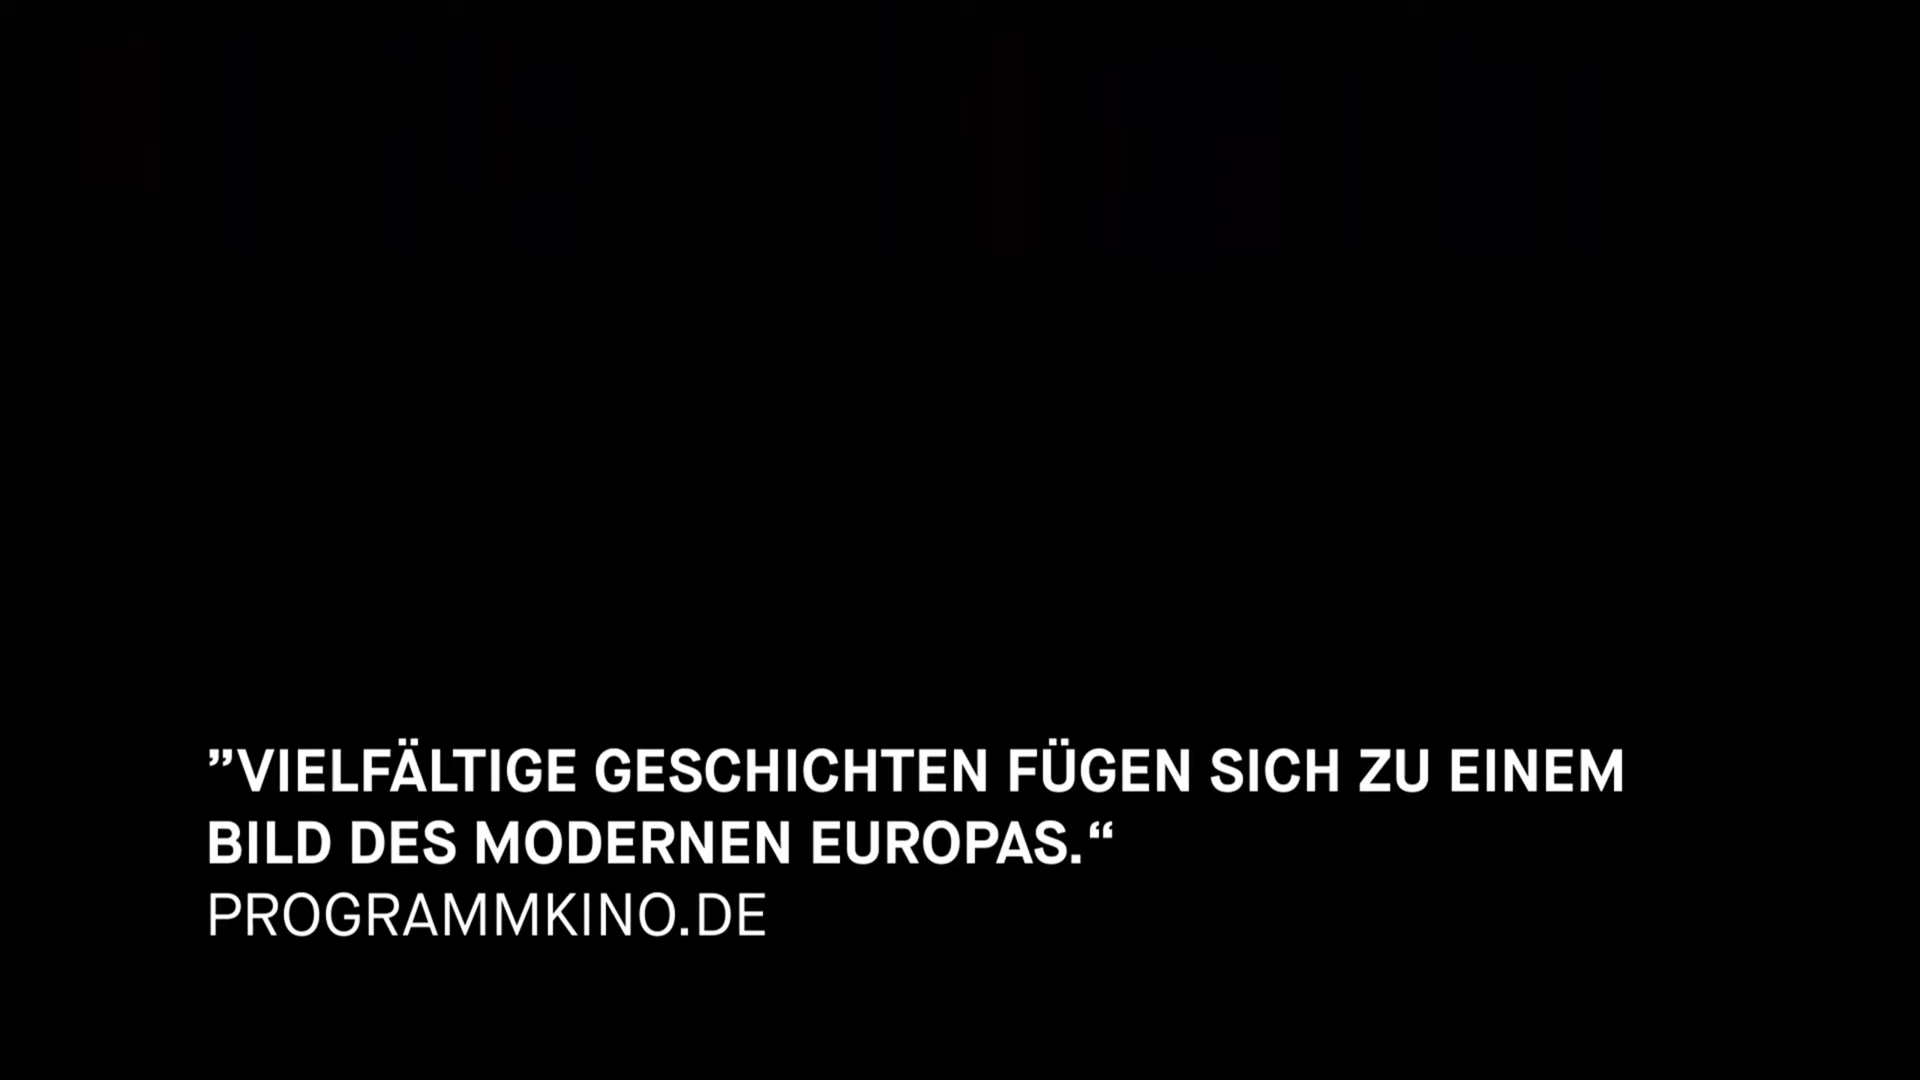 ”VIELFÄLTIGE GESCHICHTEN FÜGEN SICH ZU EINEM
BILD DES MODERNEN EUROPAS.“
PROGRAMMKINO.DE